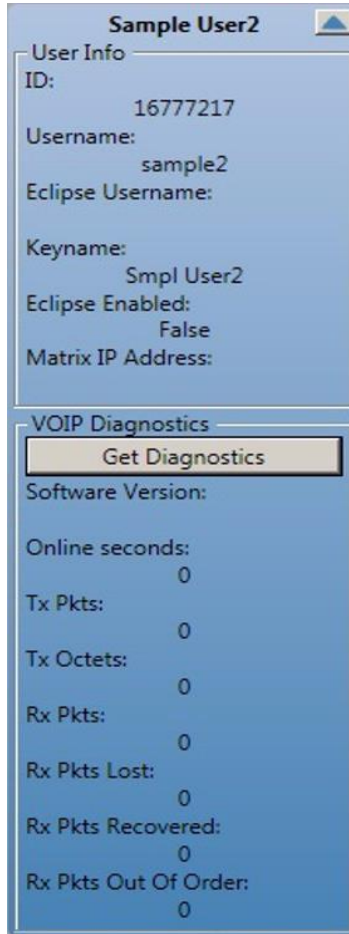 Sample User2
User Info
ID:
16777217
Username:
sample2
Eclipse Username:
Keyname:
Smpl User2
Eclipse Enabled:
False
Matrix IP Address:
VOIP Diagnostics
Get Diagnostics
Software Version:
Online seconds:
0
Tx Pkts:
0
Tx Octets:
0
Rx Pkts:
0
Rx Pkts Lost:
0
Rx Pkts Recovered:
0
Rx Pkts Out Of Order:
0